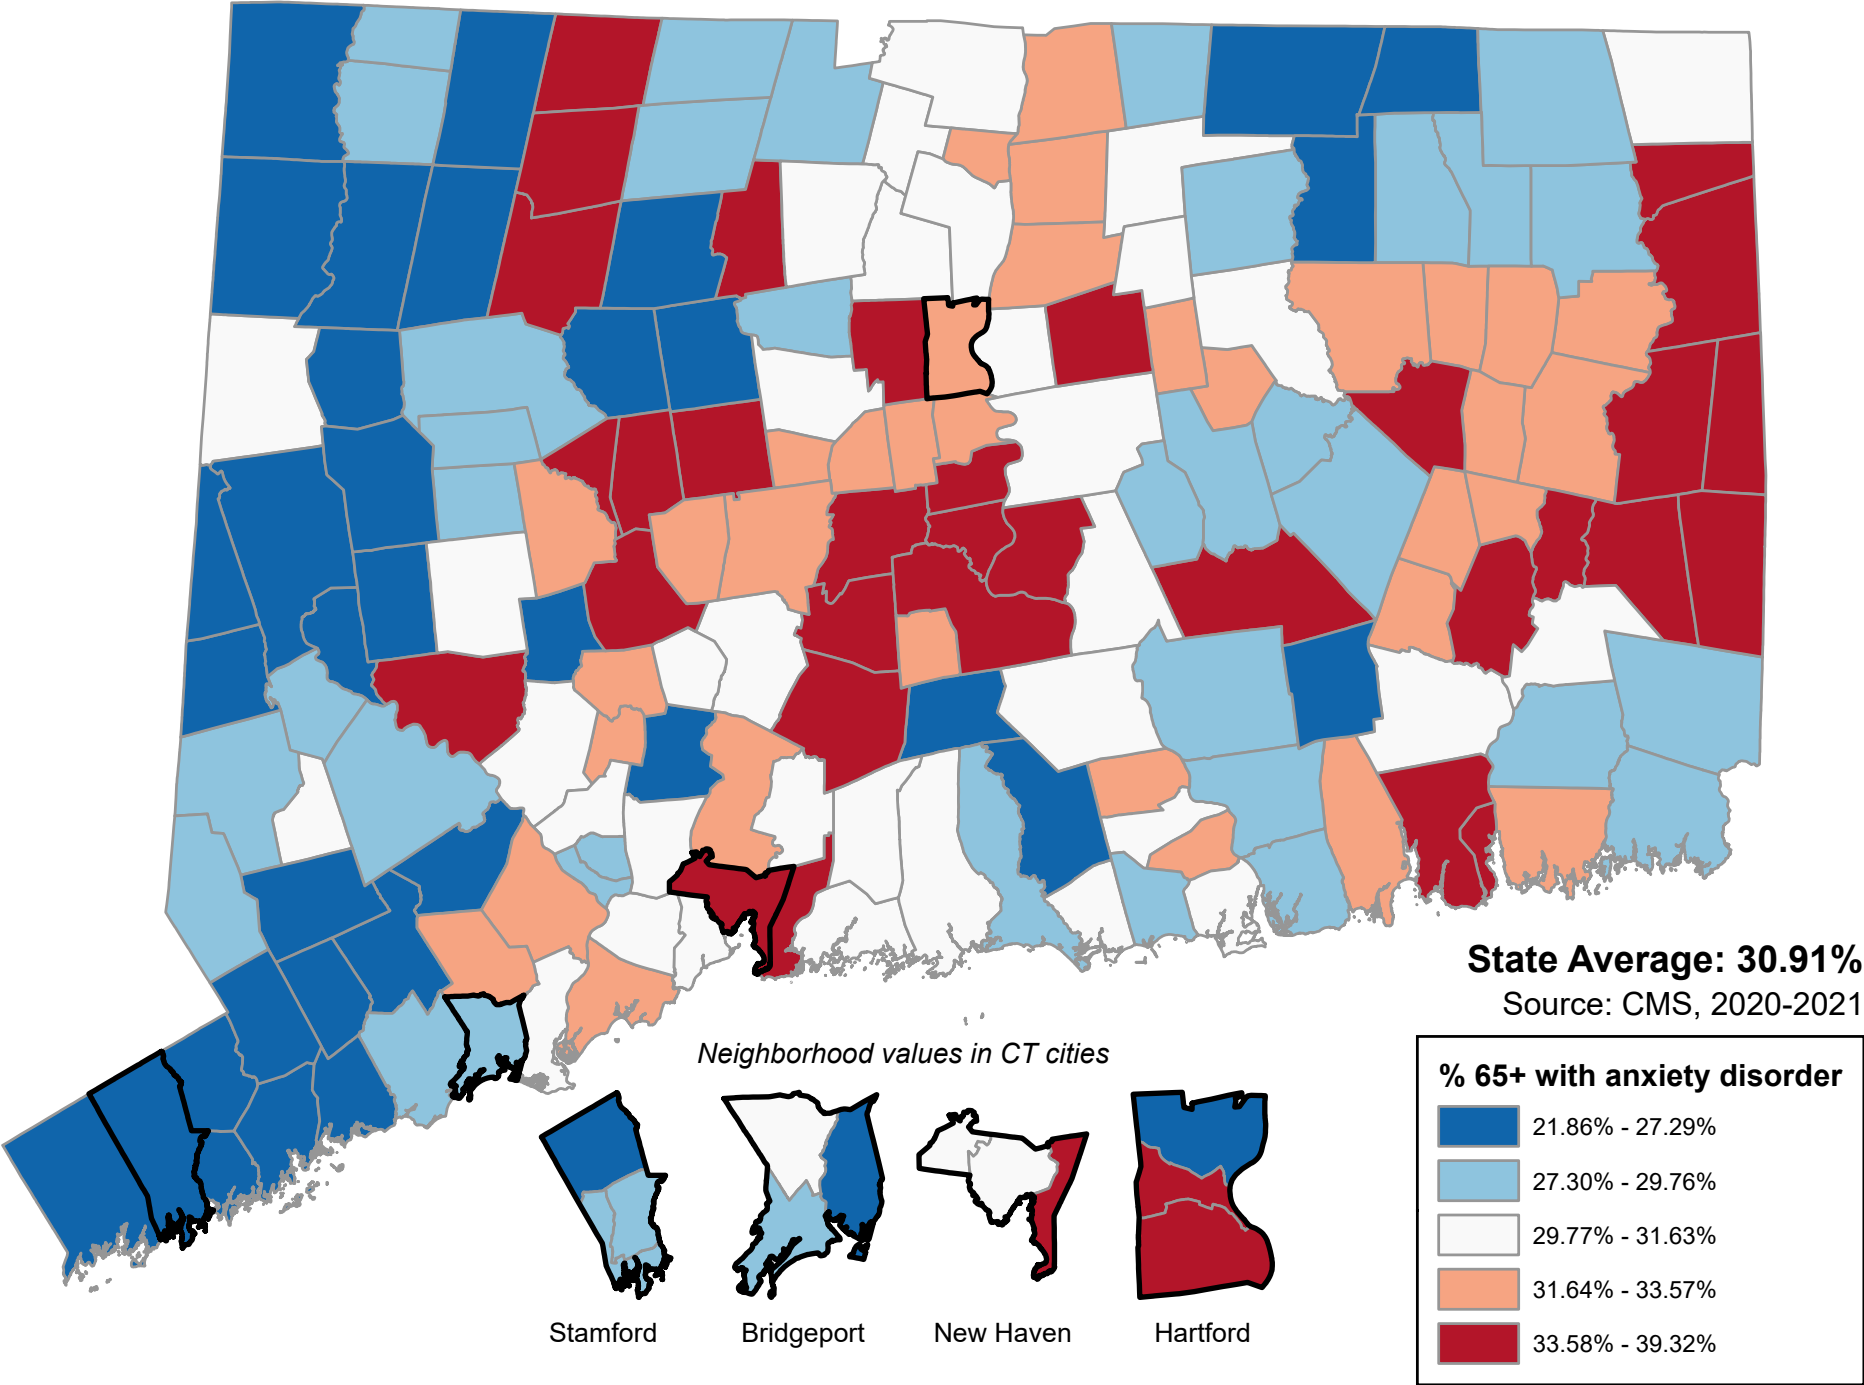 State Average: 30.91%
Source: CMS, 2020-2021
Neighborhood values in CT cities
% 65+ with anxiety disorder
21.86% - 27.29%
27.30% - 29.76%
29.77% - 31.63%
31.64% - 33.57%
33.58% - 39.32%
Stamford
Bridgeport
New Haven
Hartford